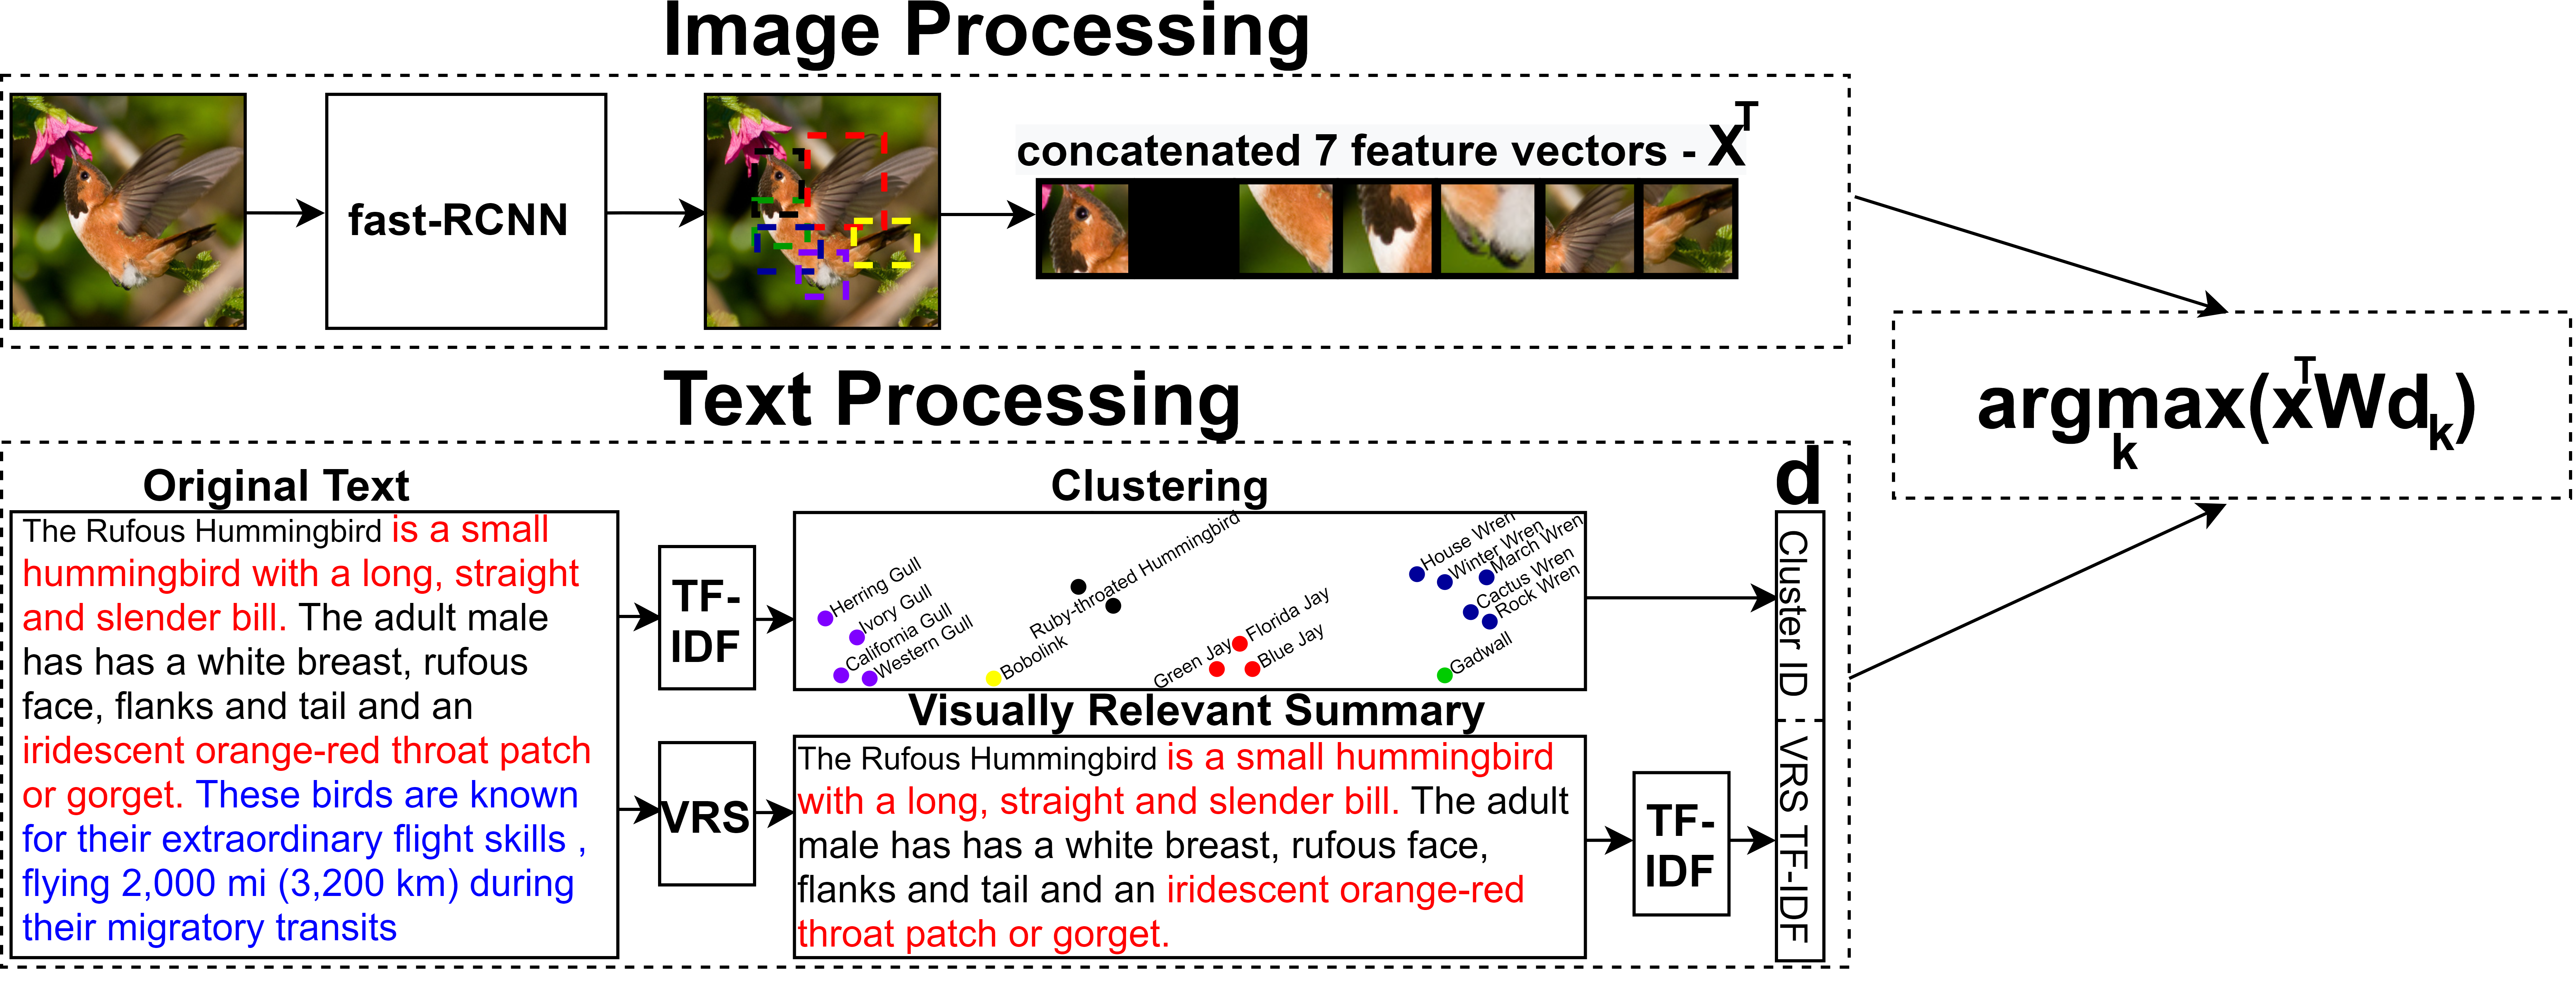 Image Processing
fast-RCNN
concatenated 7 feature vectors - X^T
Text Processing
Original Text
The Rufous Hummingbird is a small
hummingbird with a long, straight
and slender bill. The adult male
has has a white breast, rufous
face, flanks and tail and an
iridescent orange-red throat patch
or gorget. These birds are known
for their extraordinary flight skills ,
flying 2,000 mi (3,200 km) during
their migratory transits
TF-
IDF
Clustering
Herring Gull
Ivory Gull
California Gull
Western Gull
Bobolink
Ruby-throated Hummingbird
Green Jay
Florida Jay
Blue Jay
House Wren
Winter Wren
March Wren
Cactus Wren
Rock Wren
Gadwall
VRS
Visually Relevant Summary
The Rufous Hummingbird is a small hummingbird
with a long, straight and slender bill. The adult
male has has a white breast, rufous face,
flanks and tail and an iridescent orange-red
throat patch or gorget.
TF-
IDF
d
Cluster ID
VRS TF-IDF
argmax(x^TWd_k)
k